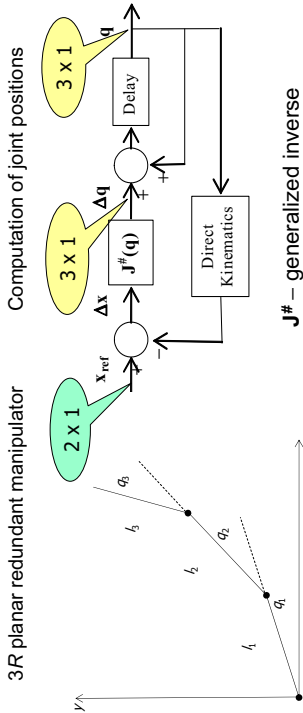 3R planar redundant manipulator
Computation of joint positions
y
l₁
l₂
l₃
q₁
q₂
q₃
2 x 1
3 x 1
3 x 1
x_ref
+
−
Δx
J#(q)
Δq
+
+
Delay
q
Direct
Kinematics
J# – generalized inverse